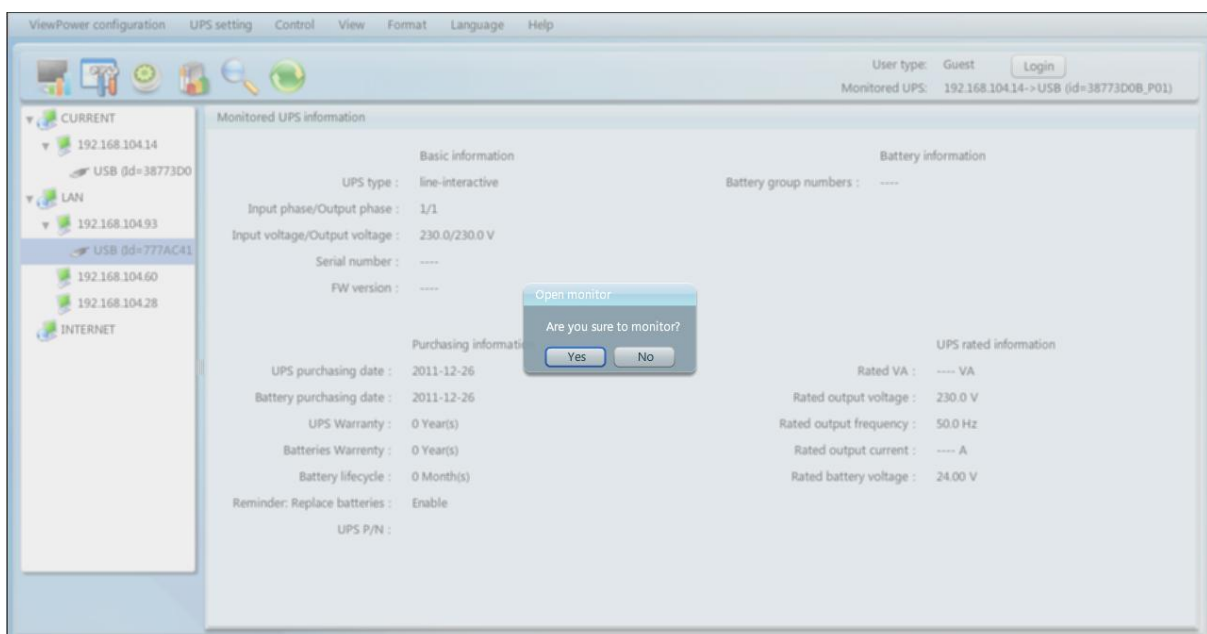 ViewPower configuration UPS setting Control View Format Language Help
User type: Guest Login
Monitored UPS: 192.168.104.14->USB (id=38773D0B_P01)
CURRENT
192.168.104.14
USB (Id=38773D0
LAN
192.168.104.93
USB (Id=777AC41
192.168.104.60
192.168.104.28
INTERNET
Monitored UPS information
Basic information
UPS type : line-interactive
Input phase/Output phase : 1/1
Input voltage/Output voltage : 230.0/230.0 V
Serial number : ----
FW version : ----
Battery information
Battery group numbers : ----
Open monitor
Are you sure to monitor?
Yes No
Purchasing informati
UPS purchasing date : 2011-12-26
Battery purchasing date : 2011-12-26
UPS Warranty : 0 Year(s)
Batteries Warrenty : 0 Year(s)
Battery lifecycle : 0 Month(s)
Reminder: Replace batteries : Enable
UPS P/N :
UPS rated information
Rated VA : ---- VA
Rated output voltage : 230.0 V
Rated output frequency : 50.0 Hz
Rated output current : ---- A
Rated battery voltage : 24.00 V